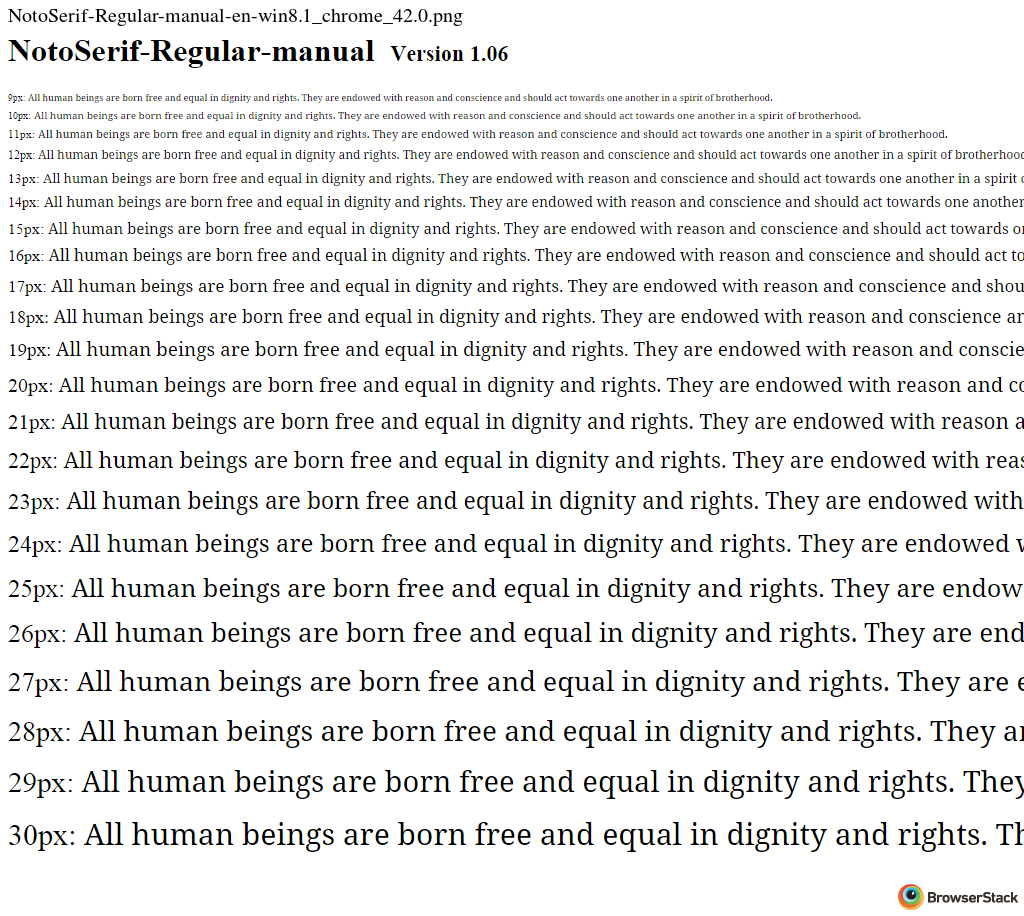 NotoSerif-Regular-manual-en-win8.1_chrome_42.0.png
NotoSerif-Regular-manual Version 1.06
9px: All human beings are born free and equal in dignity and rights. They are endowed with reason and conscience and should act towards one another in a spirit of brotherhood.
10px: All human beings are born free and equal in dignity and rights. They are endowed with reason and conscience and should act towards one another in a spirit of brotherhood.
11px: All human beings are born free and equal in dignity and rights. They are endowed with reason and conscience and should act towards one another in a spirit of brotherhood.
12px: All human beings are born free and equal in dignity and rights. They are endowed with reason and conscience and should act towards one another in a spirit of brotherhood
13px: All human beings are born free and equal in dignity and rights. They are endowed with reason and conscience and should act towards one another in a spirit
14px: All human beings are born free and equal in dignity and rights. They are endowed with reason and conscience and should act towards one another
15px: All human beings are born free and equal in dignity and rights. They are endowed with reason and conscience and should act towards
16px: All human beings are born free and equal in dignity and rights. They are endowed with reason and conscience and should act to
17px: All human beings are born free and equal in dignity and rights. They are endowed with reason and conscience and shou
18px: All human beings are born free and equal in dignity and rights. They are endowed with reason and conscience
19px: All human beings are born free and equal in dignity and rights. They are endowed with reason and conscie
20px: All human beings are born free and equal in dignity and rights. They are endowed with reason and co
21px: All human beings are born free and equal in dignity and rights. They are endowed with reason a
22px: All human beings are born free and equal in dignity and rights. They are endowed with reas
23px: All human beings are born free and equal in dignity and rights. They are endowed with
24px: All human beings are born free and equal in dignity and rights. They are endowed
25px: All human beings are born free and equal in dignity and rights. They are endow
26px: All human beings are born free and equal in dignity and rights. They are end
27px: All human beings are born free and equal in dignity and rights. They are
28px: All human beings are born free and equal in dignity and rights. They a
29px: All human beings are born free and equal in dignity and rights. They
30px: All human beings are born free and equal in dignity and rights. Th
BrowserStack